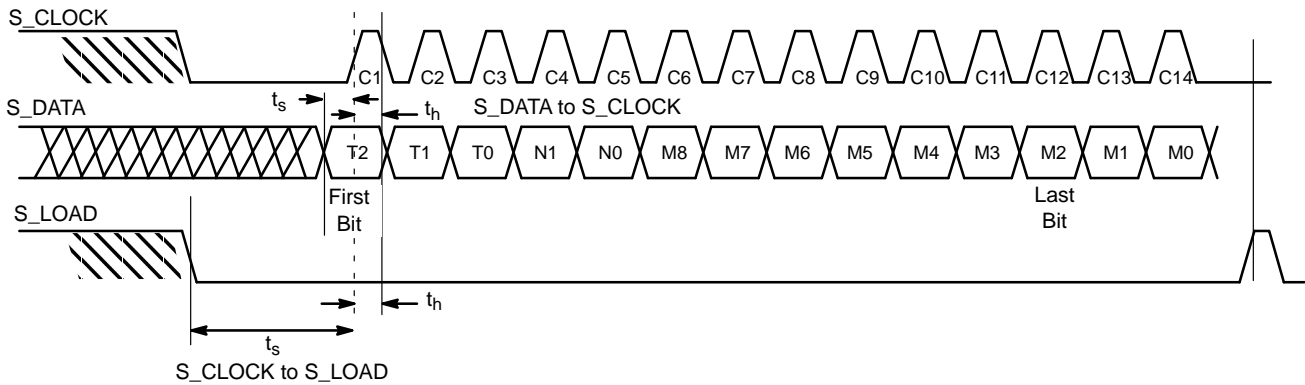 S_CLOCK
C1 C2 C3 C4 C5 C6 C7 C8 C9 C10 C11 C12 C13 C14
ts
S_DATA
th
S_DATA to S_CLOCK
T2 T1 T0 N1 N0 M8 M7 M6 M5 M4 M3 M2 M1 M0
First
Bit
Last
Bit
S_LOAD
th
ts
S_CLOCK to S_LOAD